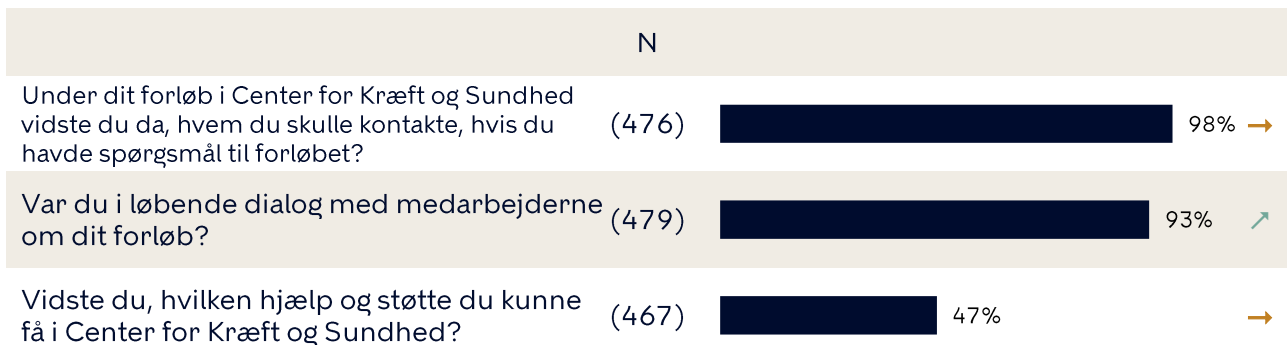 N
Under dit forløb i Center for Kræft og Sundhed
vidste du da, hvem du skulle kontakte, hvis du
havde spørgsmål til forløbet?
(476)
98% →
Var du i løbende dialog med medarbejderne
om dit forløb?
(479)
93% ↗
Vidste du, hvilken hjælp og støtte du kunne
få i Center for Kræft og Sundhed?
(467)
47% →